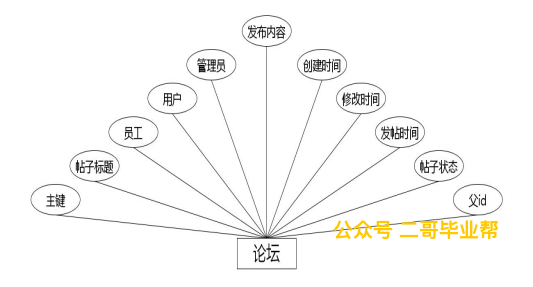 发布内容
管理员
创建时间
用户
修改时间
员工
发帖时间
帖子标题
帖子状态
主键
父id
公众号 二哥毕业帮
论坛